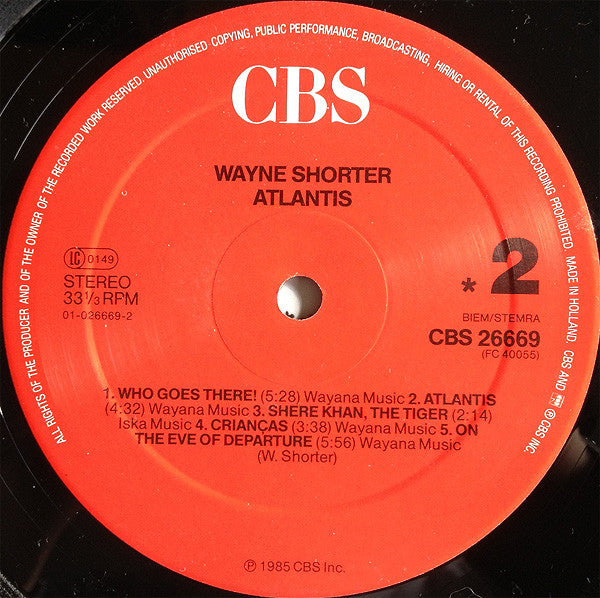 ALL RIGHTS OF THE PRODUCER AND OF THE OWNER OF THE RECORDED WORK RESERVED. UNAUTHORISED COPYING, PUBLIC PERFORMANCE, BROADCASTING, HIRING OR RENTAL OF THIS RECORDING PROHIBITED. MADE IN HOLLAND. CBS AND ℗ CBS INC.
CBS
WAYNE SHORTER
ATLANTIS
LC 0149
STEREO
33⅓ RPM
01-026669-2
* 2
BIEM/STEMRA
CBS 26669
(FC 40055)
1. WHO GOES THERE! (5:28) Wayana Music 2. ATLANTIS
(4:32) Wayana Music 3. SHERE KHAN, THE TIGER (2:14)
Iska Music 4. CRIANÇAS (3:38) Wayana Music 5. ON
THE EVE OF DEPARTURE (5:56) Wayana Music
(W. Shorter)
℗ 1985 CBS Inc.